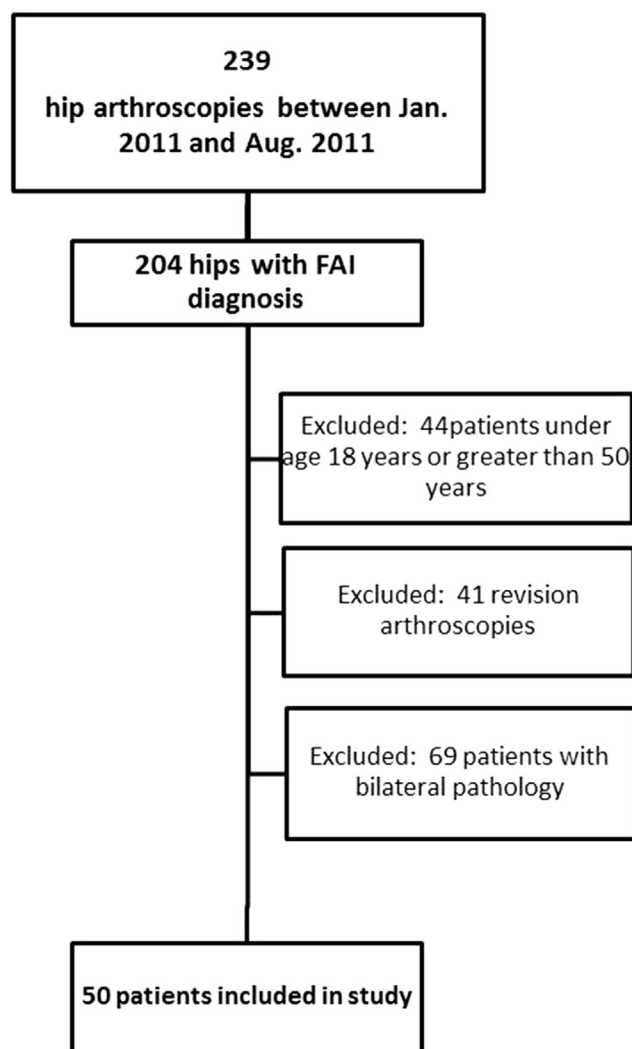 239
hip arthroscopies between Jan.
2011 and Aug. 2011
204 hips with FAI
diagnosis
Excluded: 44patients under
age 18 years or greater than 50
years
Excluded: 41 revision
arthroscopies
Excluded: 69 patients with
bilateral pathology
50 patients included in study